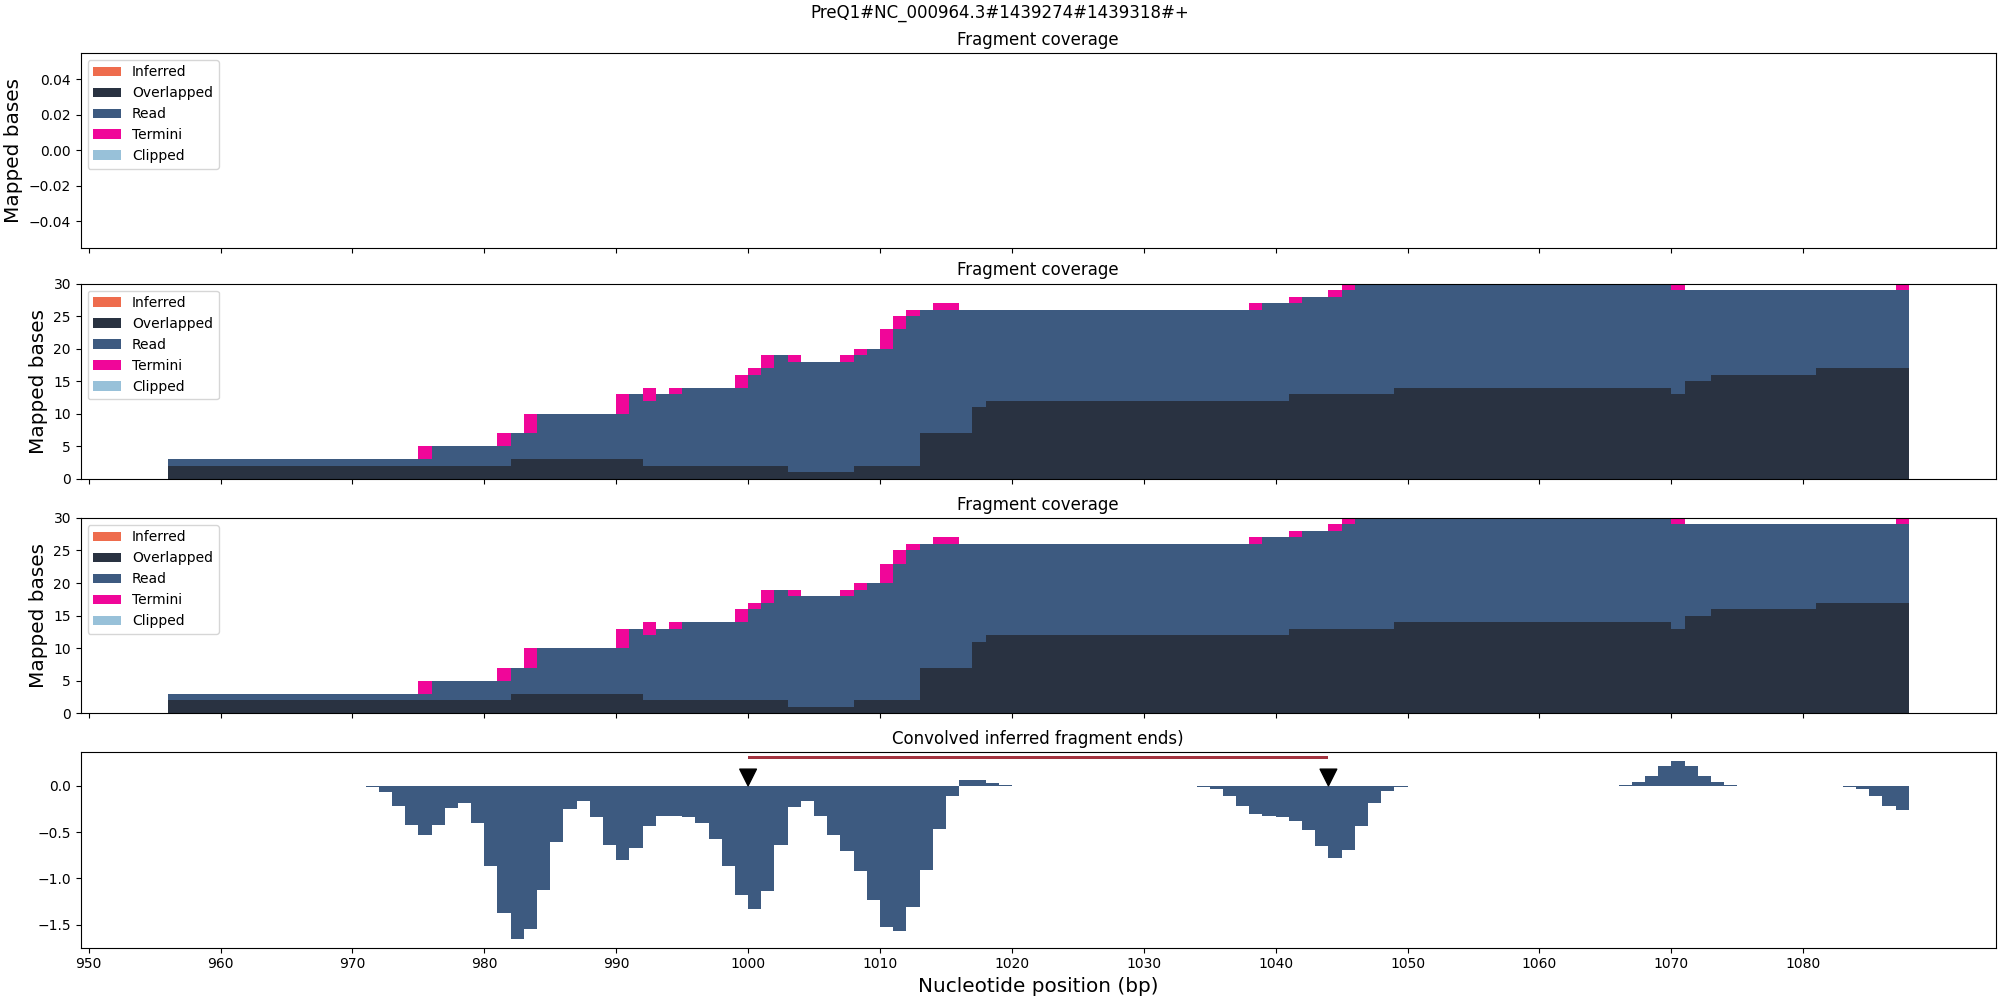 PreQ1#NC_000964.3#1439274#1439318#+
Fragment coverage
Mapped bases
0.04
0.02
0.00
−0.02
−0.04
Inferred
Overlapped
Read
Termini
Clipped
Fragment coverage
Mapped bases
30
25
20
15
10
5
0
Inferred
Overlapped
Read
Termini
Clipped
Fragment coverage
Mapped bases
30
25
20
15
10
5
0
Inferred
Overlapped
Read
Termini
Clipped
Convolved inferred fragment ends)
0.0
−0.5
−1.0
−1.5
950 960 970 980 990 1000 1010 1020 1030 1040 1050 1060 1070 1080
Nucleotide position (bp)